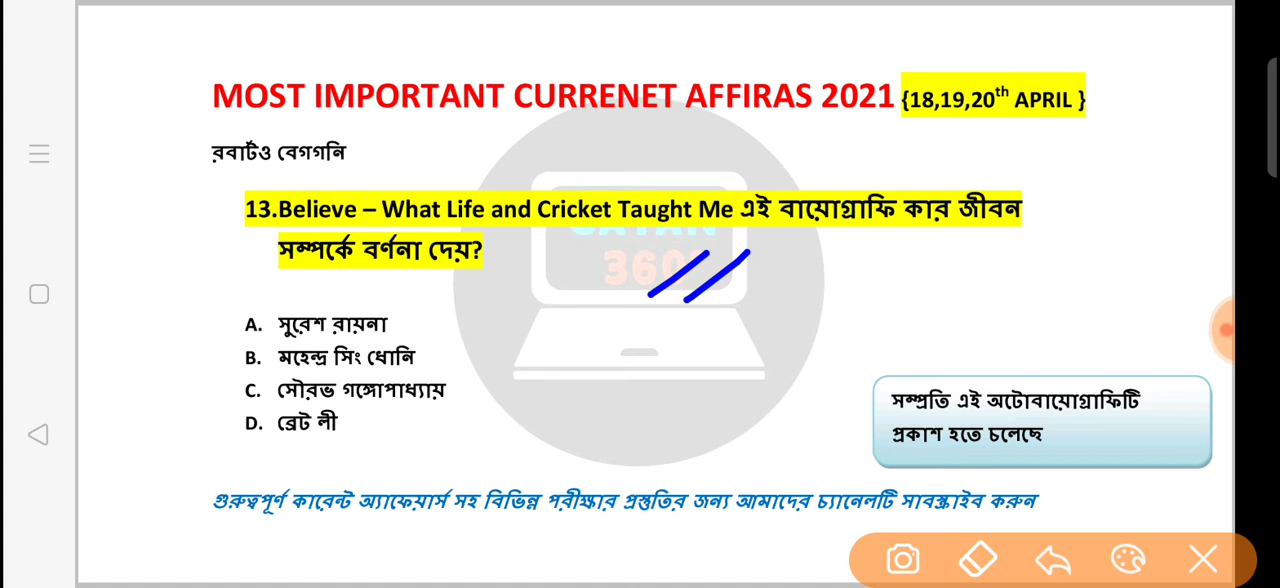 MOST IMPORTANT CURRENET AFFIRAS 2021 {18,19,20th APRIL }
রবার্টও বেগগনি
13.Believe – What Life and Cricket Taught Me এই বায়োগ্রাফি কার জীবন
সম্পর্কে বর্ণনা দেয়?
360
A. সুরেশ রায়না
B. মহেন্দ্র সিং ধোনি
C. সৌরভ গঙ্গোপাধ্যায়
D. ব্রেট লী
সম্প্রতি এই অটোবায়োগ্রাফিটি
প্রকাশ হতে চলেছে
গুরুত্বপূর্ণ কারেন্ট অ্যাফেয়ার্স সহ বিভিন্ন পরীক্ষার প্রস্তুতির জন্য আমাদের চ্যানেলটি সাবস্ক্রাইব করুন